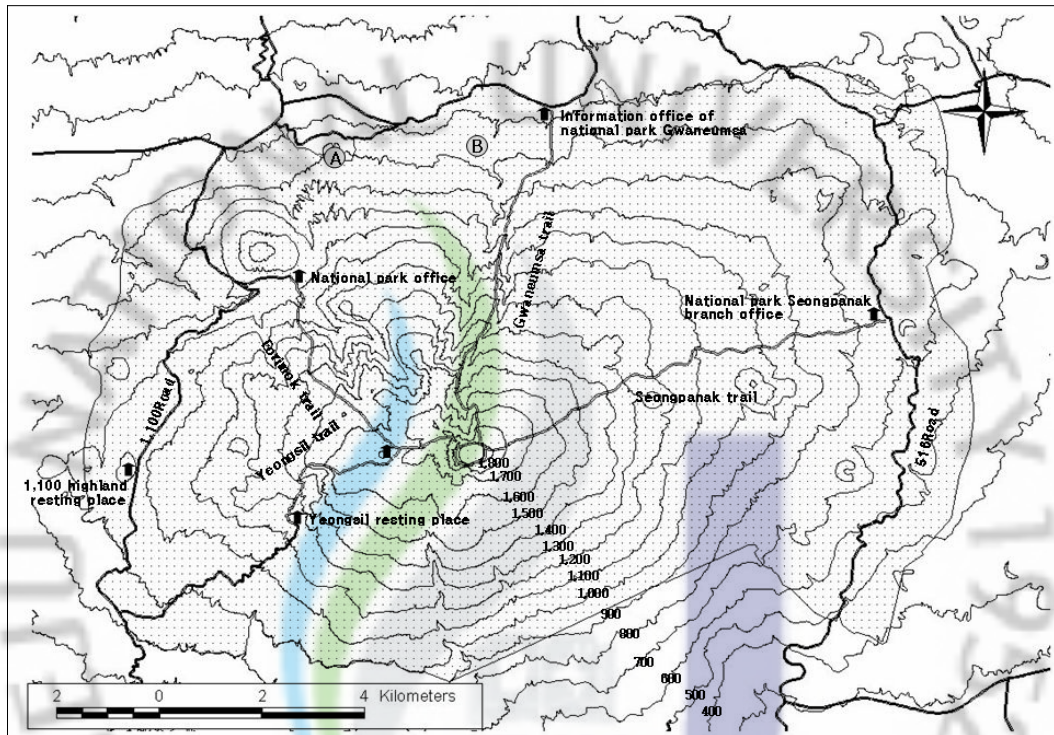 Information office of
national park Gwaneumsa
A
B
National park office
Gwaneumsa trail
National park Seongpanak
branch office
Eorimok trail
Yeongsil trail
Seongpanak trail
1,100Road
516Road
1,100 highland
resting place
Yeongsil resting place
1,800
1,700
1,600
1,500
1,400
1,300
1,200
1,100
1,000
900
800
700
600
500
400
2 0 2 4 Kilometers
NATIONAL UNIVERSITY
JEJU